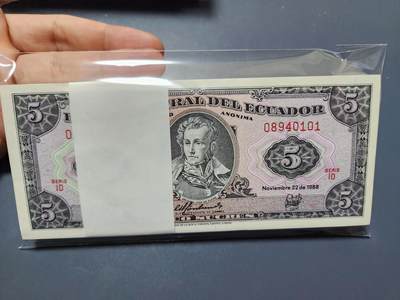 5 RAL DEL ECUADOR 5
ANONIMA
08940101
5
SERIE
ID
SERIE
ID
Noviembre 22 de 1988
5 5